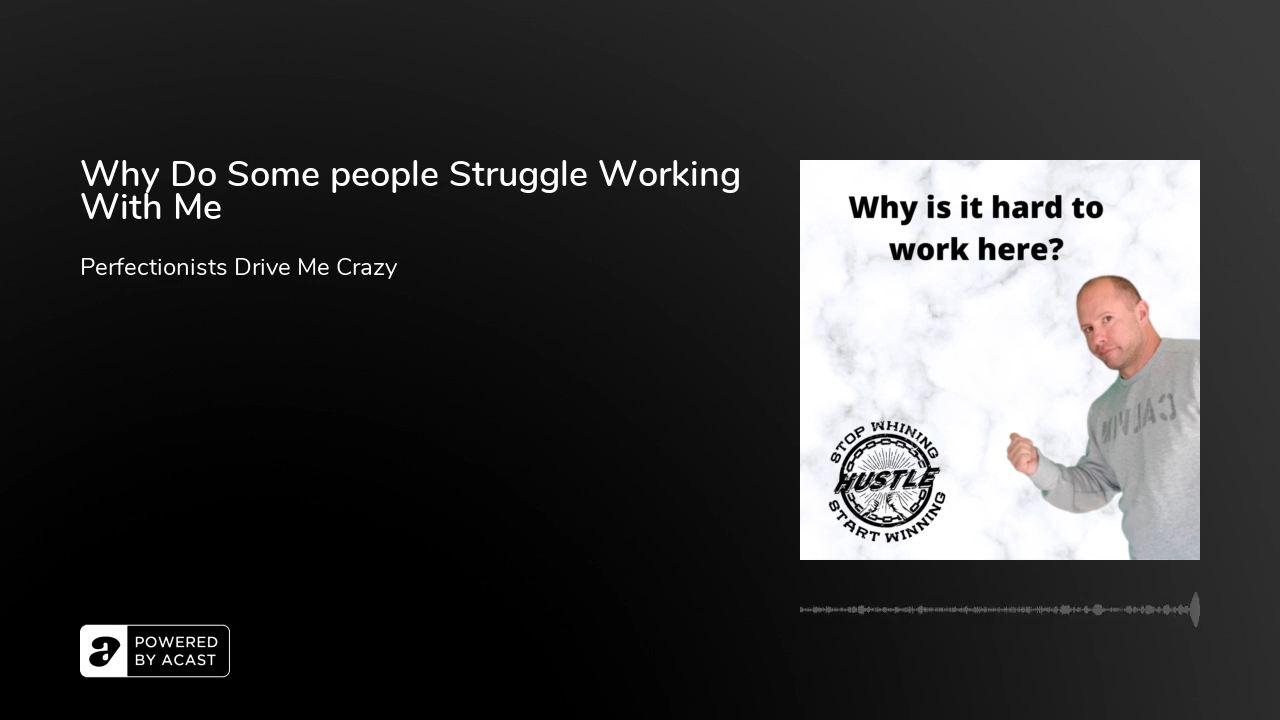 Why Do Some people Struggle Working
With Me
Perfectionists Drive Me Crazy
Why is it hard to
work here?
CALVIN
STOP WHINING
HUSTLE
START WINNING
POWERED
BY ACAST